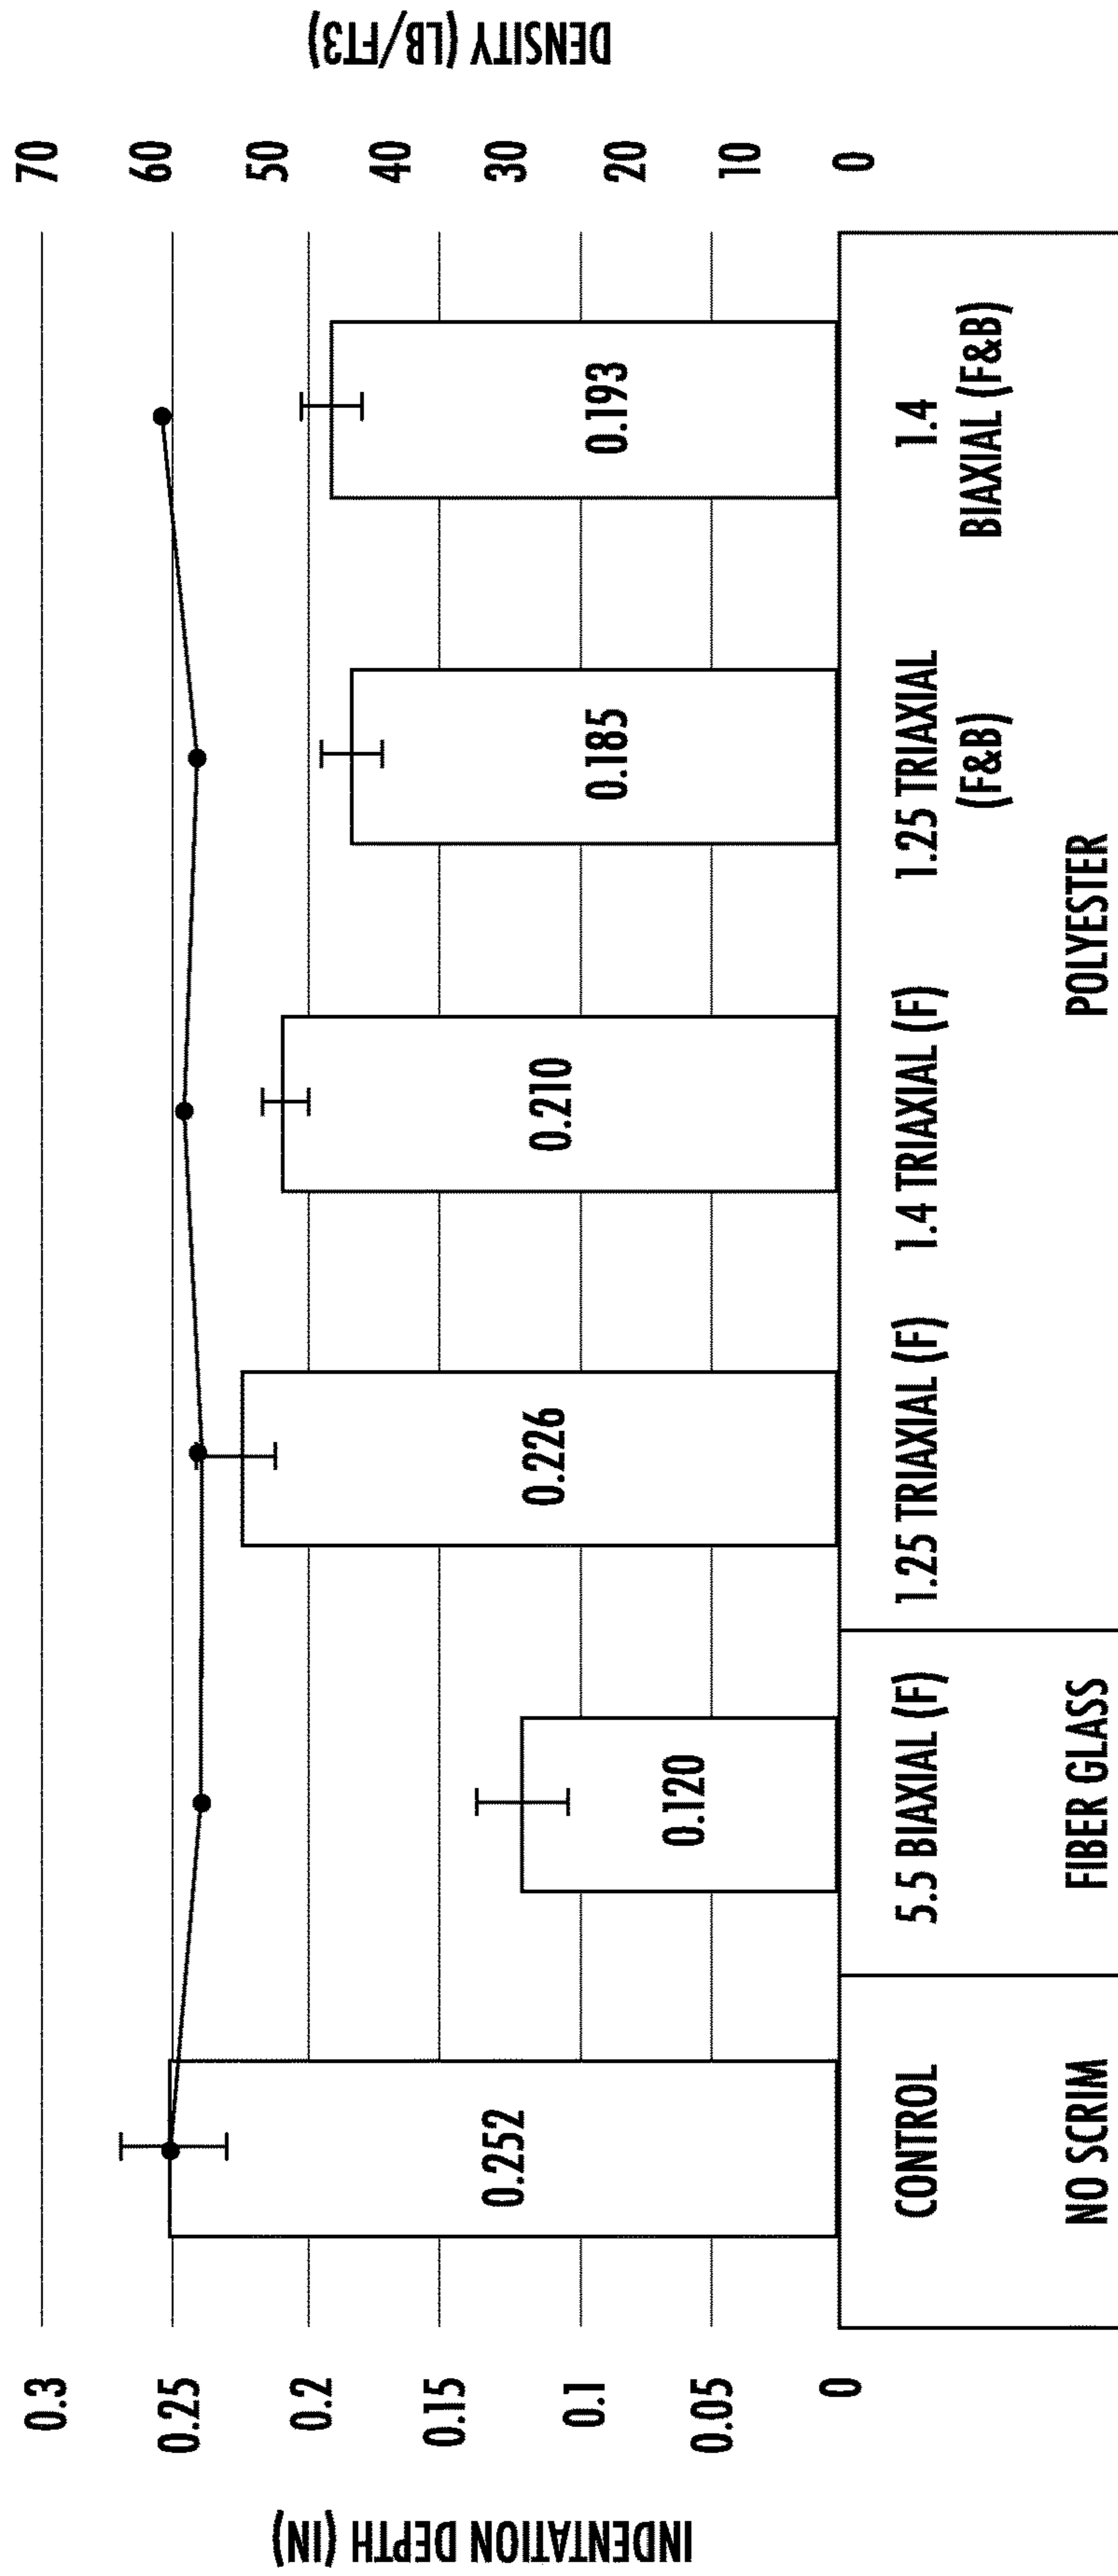 INDENTATION DEPTH (IN)
0.3
0.25
0.2
0.15
0.1
0.05
0
0.252
0.120
0.226
0.210
0.185
0.193
70
60
50
40
30
20
10
0
DENSITY (LB/FT3)
CONTROL
5.5 BIAXIAL (F)
1.25 TRIAXIAL (F)
1.4 TRIAXIAL (F)
1.25 TRIAXIAL
(F&B)
1.4
BIAXIAL (F&B)
NO SCRIM
FIBER GLASS
POLYESTER